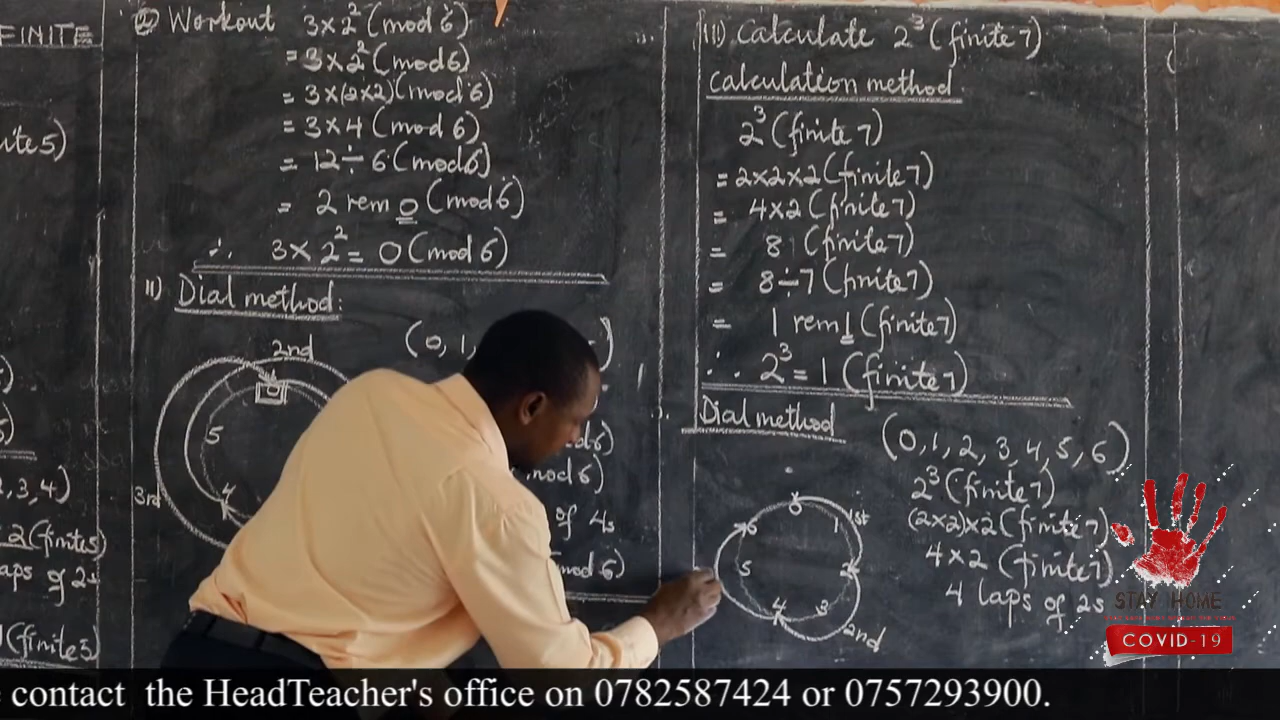 FINITE
ite5)
, 3, 4)
2 (finite5)
aps of 2s
(finite5)
Workout 3×2² (mod 6)
= 3×2² (mod 6)
= 3×(2×2)(mod 6)
= 3×4 (mod 6)
= 12÷6 (mod 6)
= 2 rem 0 (mod 6)
∴ 3×2² = 0 (mod 6)
II) Dial method:
(0, 1,
2nd
0
5
4
3rd
od 6)
mod 6)
of 4s
mod 6)
III) Calculate 2³ (finite 7)
Calculation method
2³ (finite 7)
= 2×2×2 (finite 7)
= 4×2 (finite 7)
= 8 (finite 7)
= 8÷7 (finite 7)
= 1 rem 1 (finite 7)
∴ 2³ = 1 (finite 7)
Dial method
(0, 1, 2, 3, 4, 5, 6)
2³ (finite 7)
(2×2)×2 (finite 7)
4×2 (finite 7)
4 laps of 2s
0
6
1
1st
5
2
4
3
2nd
STAY HOME
COVID-19
contact the HeadTeacher's office on 0782587424 or 0757293900.